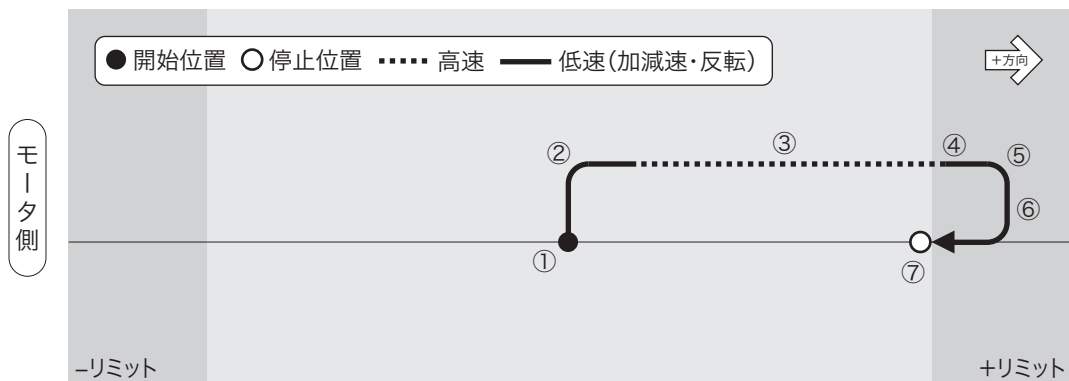 ●開始位置 ○停止位置 ▪▪▪▪▪ 高速 ━━ 低速(加減速・反転)
+方向
モータ側
②
③
④
⑤
⑥
①
⑦
–リミット
+リミット